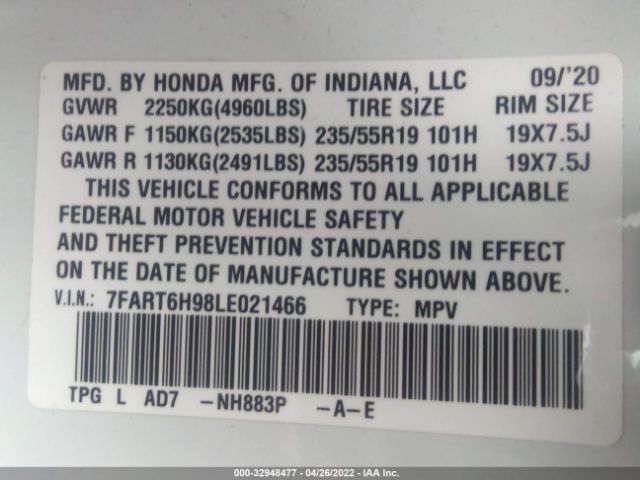 MFD. BY HONDA MFG. OF INDIANA, LLC 09/'20
GVWR 2250KG(4960LBS) TIRE SIZE RIM SIZE
GAWR F 1150KG(2535LBS) 235/55R19 101H 19X7.5J
GAWR R 1130KG(2491LBS) 235/55R19 101H 19X7.5J
THIS VEHICLE CONFORMS TO ALL APPLICABLE
FEDERAL MOTOR VEHICLE SAFETY
AND THEFT PREVENTION STANDARDS IN EFFECT
ON THE DATE OF MANUFACTURE SHOWN ABOVE.
V.I.N.: 7FART6H98LE021466 TYPE: MPV
TPG L AD7 -NH883P -A-E
000-32948477 - 04/26/2022 - IAA Inc.